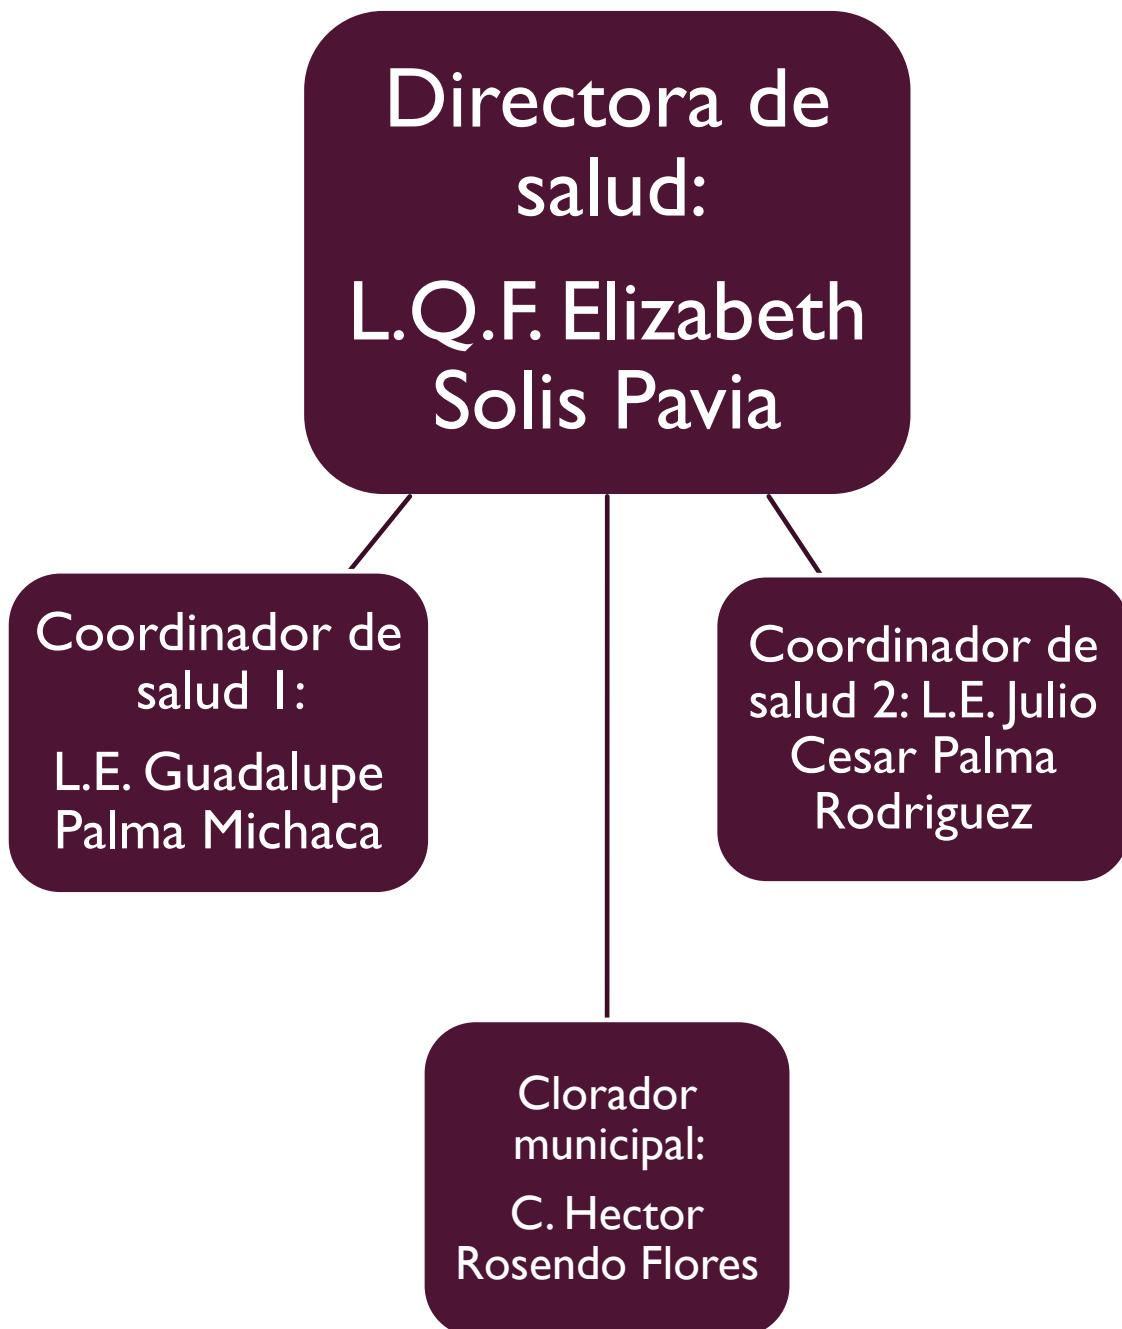 Directora de
salud:
L.Q.F. Elizabeth
Solis Pavia
Coordinador de
salud 1:
L.E. Guadalupe
Palma Michaca
Coordinador de
salud 2: L.E. Julio
Cesar Palma
Rodriguez
Clorador
municipal:
C. Hector
Rosendo Flores